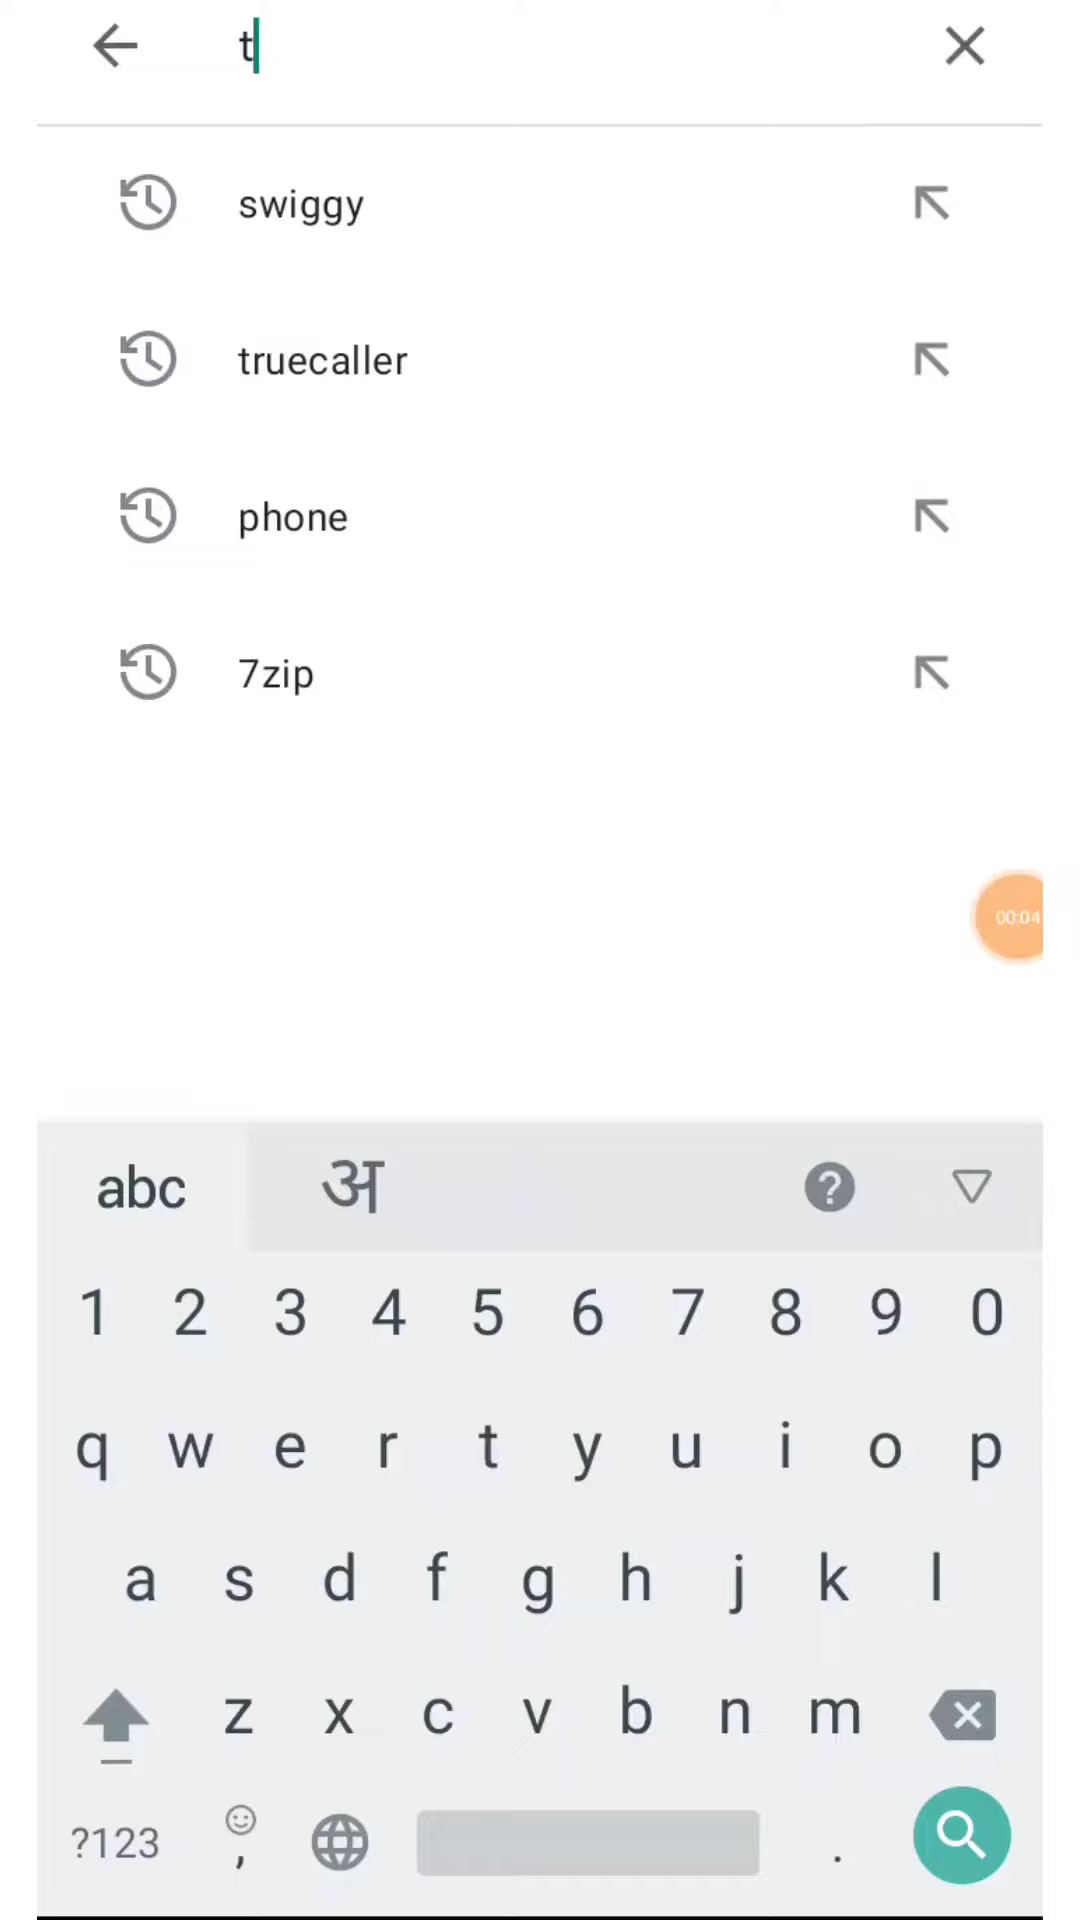 t
swiggy
truecaller
phone
7zip
00:04
abc अ ?
1 2 3 4 5 6 7 8 9 0
q w e r t y u i o p
a s d f g h j k l
z x c v b n m
?123 , .